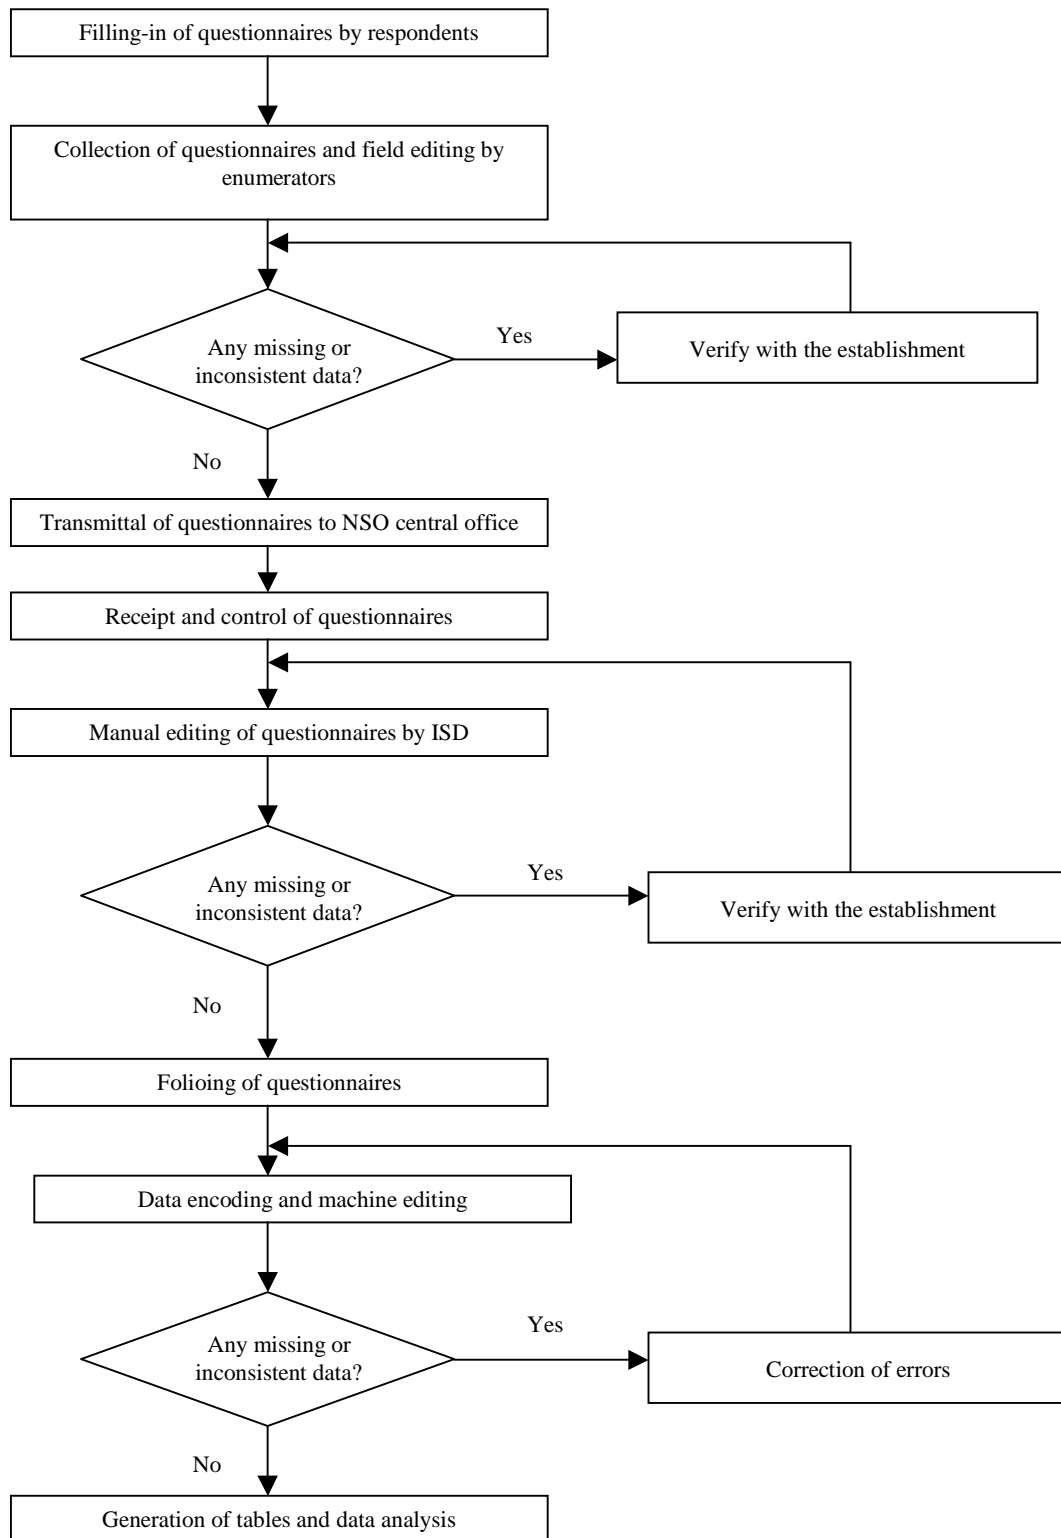 Filling-in of questionnaires by respondents
Collection of questionnaires and field editing by
enumerators
Yes
Any missing or
inconsistent data?
Verify with the establishment
No
Transmittal of questionnaires to NSO central office
Receipt and control of questionnaires
Manual editing of questionnaires by ISD
Yes
Any missing or
inconsistent data?
Verify with the establishment
No
Folioing of questionnaires
Data encoding and machine editing
Yes
Any missing or
inconsistent data?
Correction of errors
No
Generation of tables and data analysis